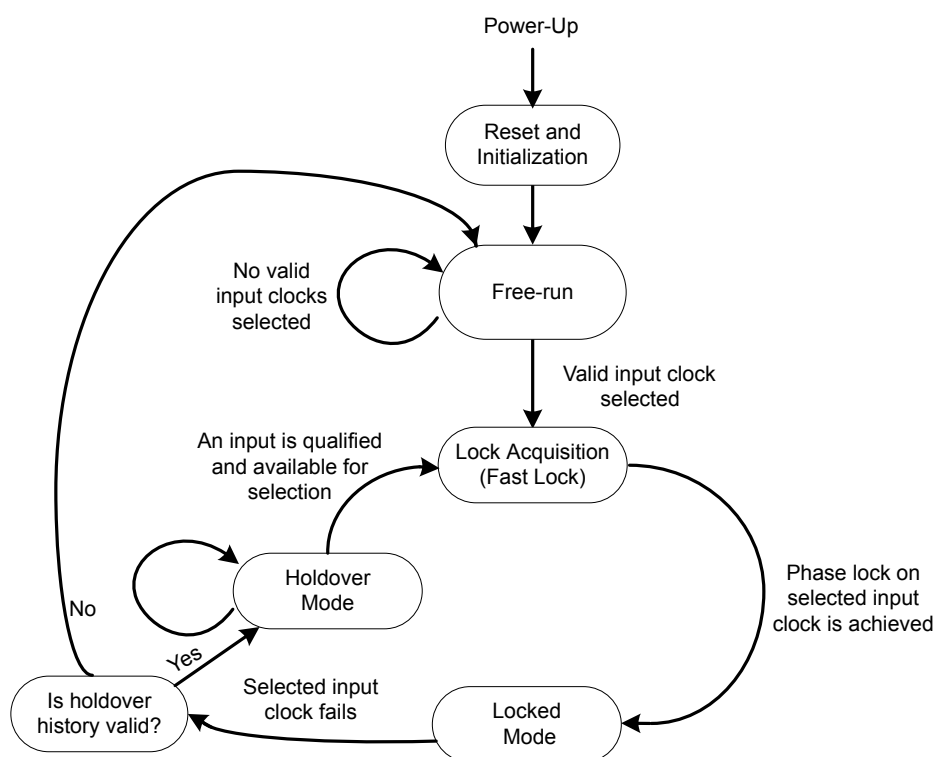 Power-Up
Reset and
Initialization
No valid
input clocks
selected
Free-run
Valid input clock
selected
An input is qualified
and available for
selection
Lock Acquisition
(Fast Lock)
Holdover
Mode
Phase lock on
selected input
clock is achieved
No
Yes
Is holdover
history valid?
Selected input
clock fails
Locked
Mode